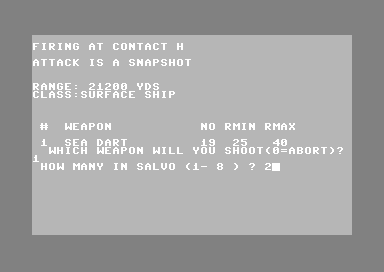 FIRING AT CONTACT H
ATTACK IS A SNAPSHOT
RANGE: 21200 YDS
CLASS:SURFACE SHIP
# WEAPON NO RMIN RMAX
1 SEA DART 19 25 40
WHICH WEAPON WILL YOU SHOOT(0=ABORT)?
1
HOW MANY IN SALVO (1- 8 ) ? 2